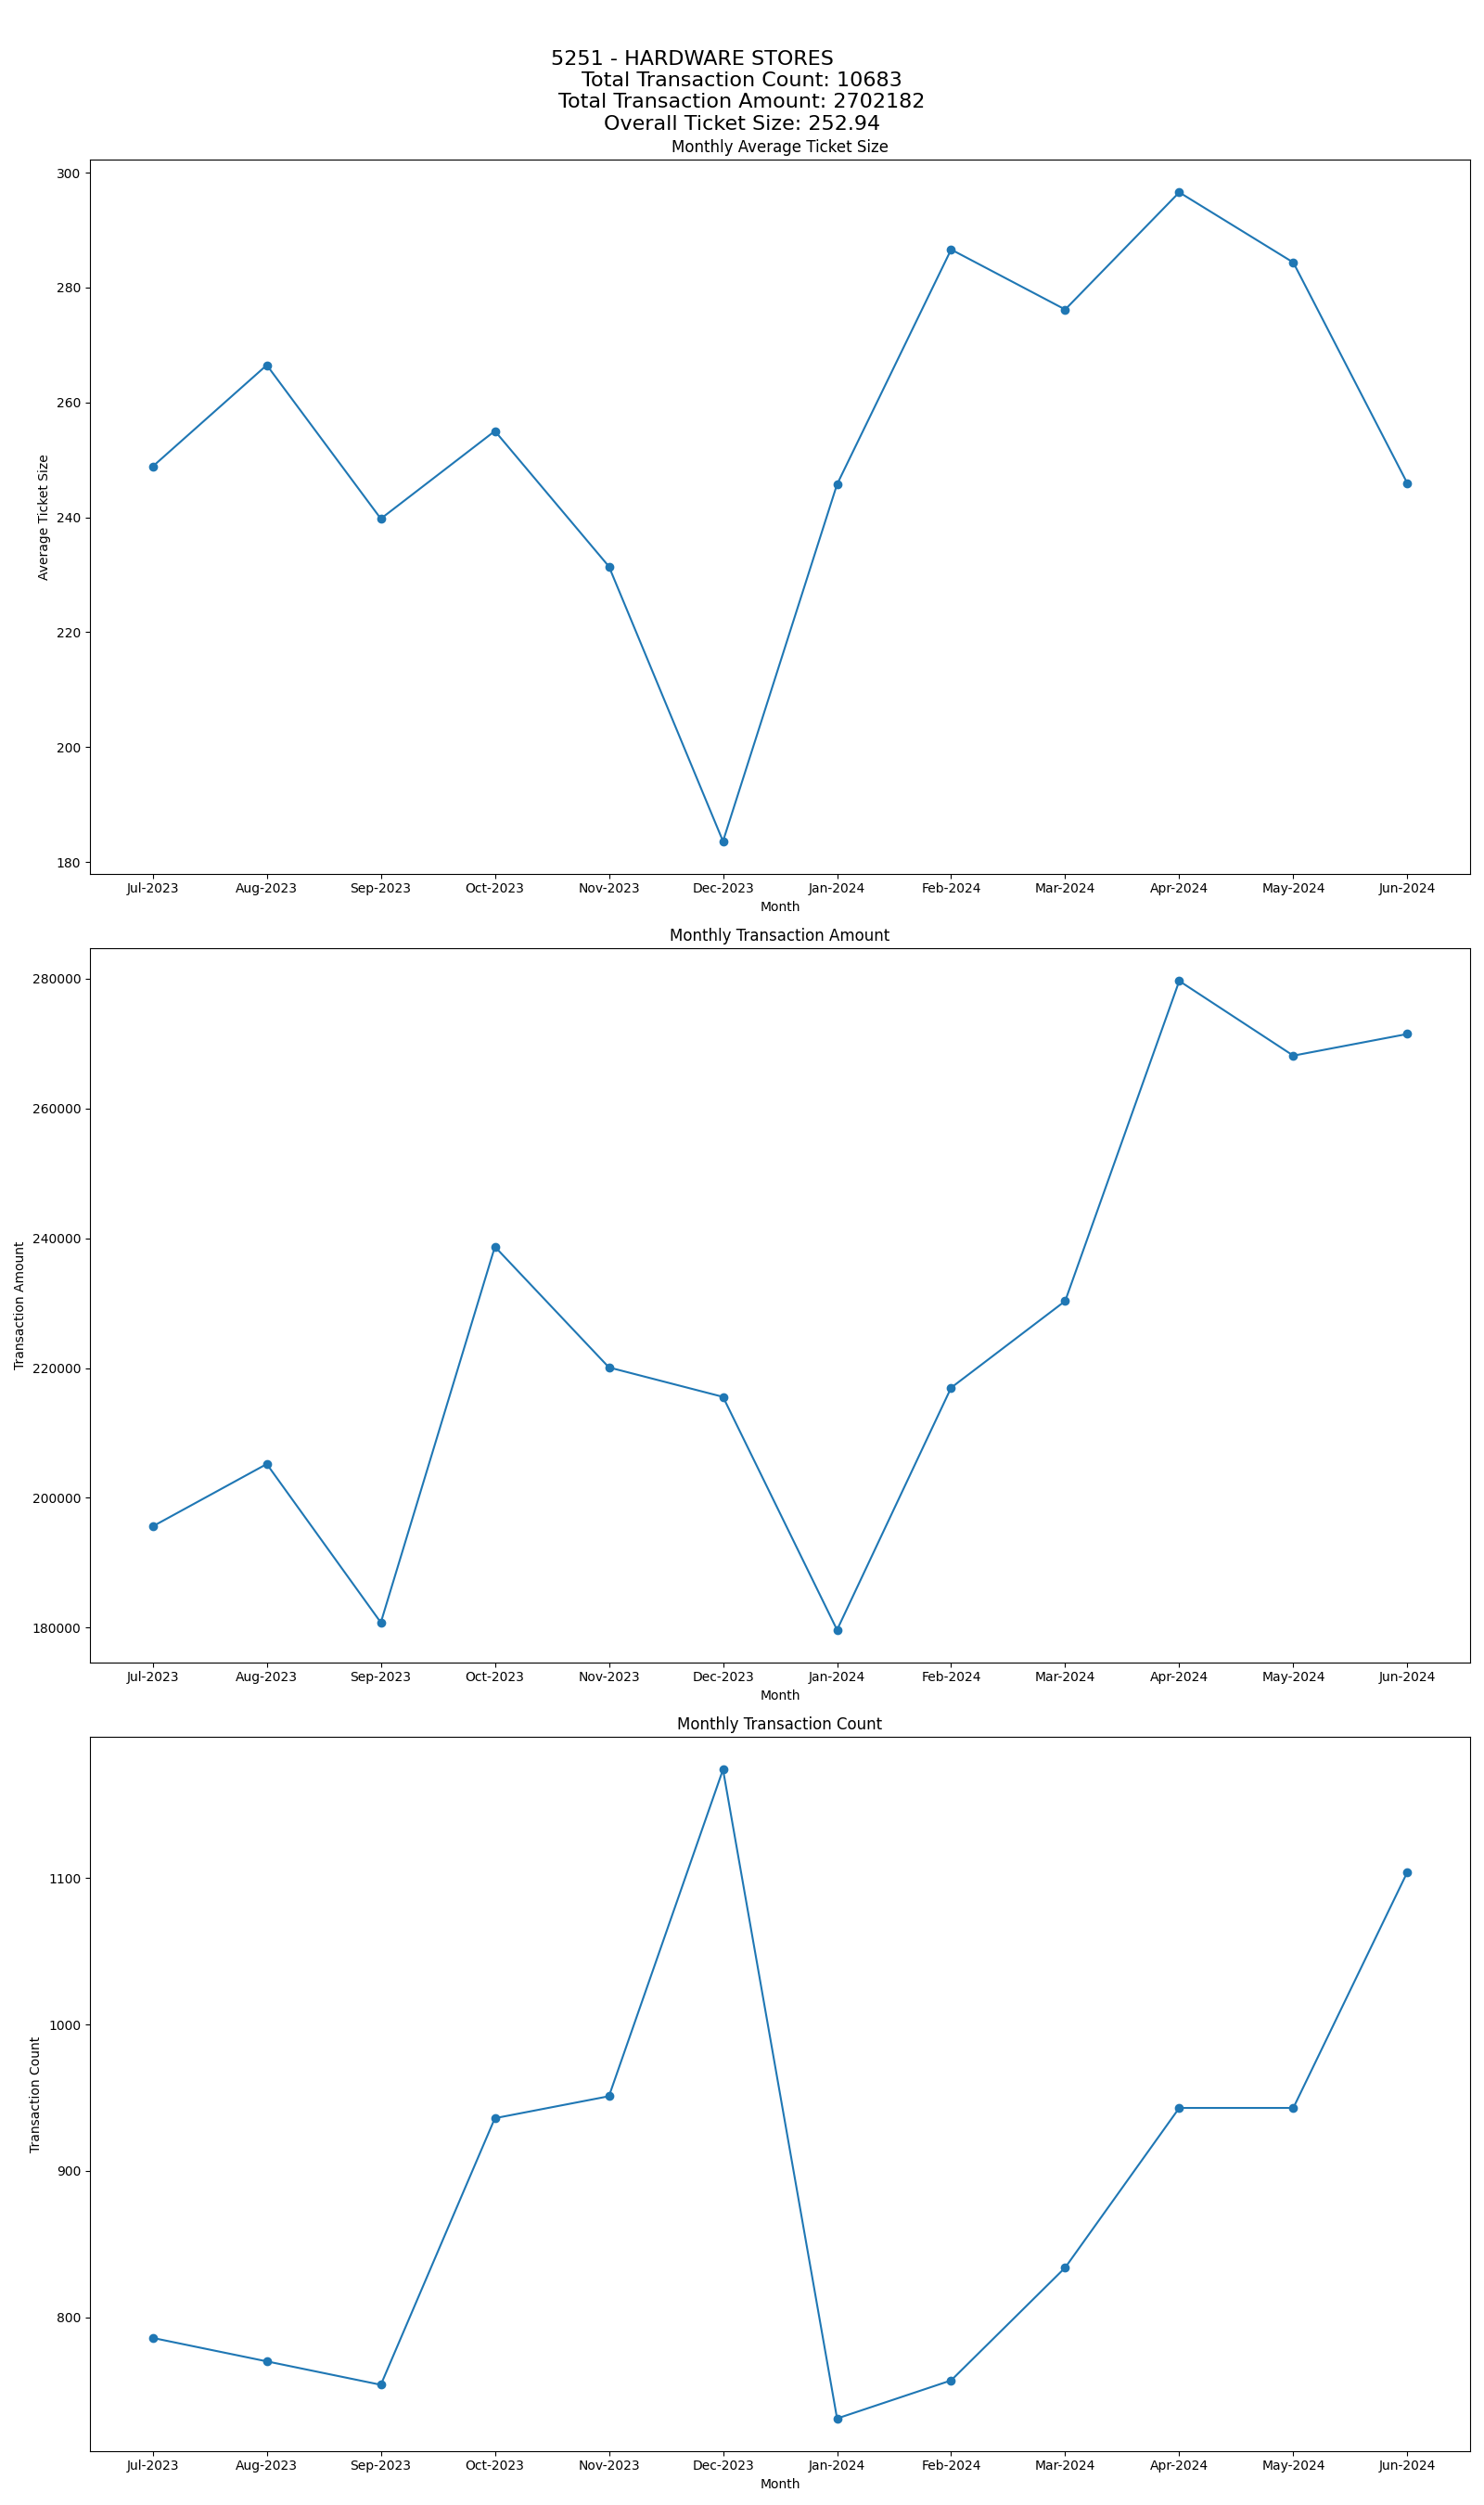 5251 - HARDWARE STORES
Total Transaction Count: 10683
Total Transaction Amount: 2702182
Overall Ticket Size: 252.94
Monthly Average Ticket Size
300
280
260
240
220
200
180
Average Ticket Size
Jul-2023 Aug-2023 Sep-2023 Oct-2023 Nov-2023 Dec-2023 Jan-2024 Feb-2024 Mar-2024 Apr-2024 May-2024 Jun-2024
Month
Monthly Transaction Amount
280000
260000
240000
220000
200000
180000
Transaction Amount
Jul-2023 Aug-2023 Sep-2023 Oct-2023 Nov-2023 Dec-2023 Jan-2024 Feb-2024 Mar-2024 Apr-2024 May-2024 Jun-2024
Month
Monthly Transaction Count
1100
1000
900
800
Transaction Count
Jul-2023 Aug-2023 Sep-2023 Oct-2023 Nov-2023 Dec-2023 Jan-2024 Feb-2024 Mar-2024 Apr-2024 May-2024 Jun-2024
Month